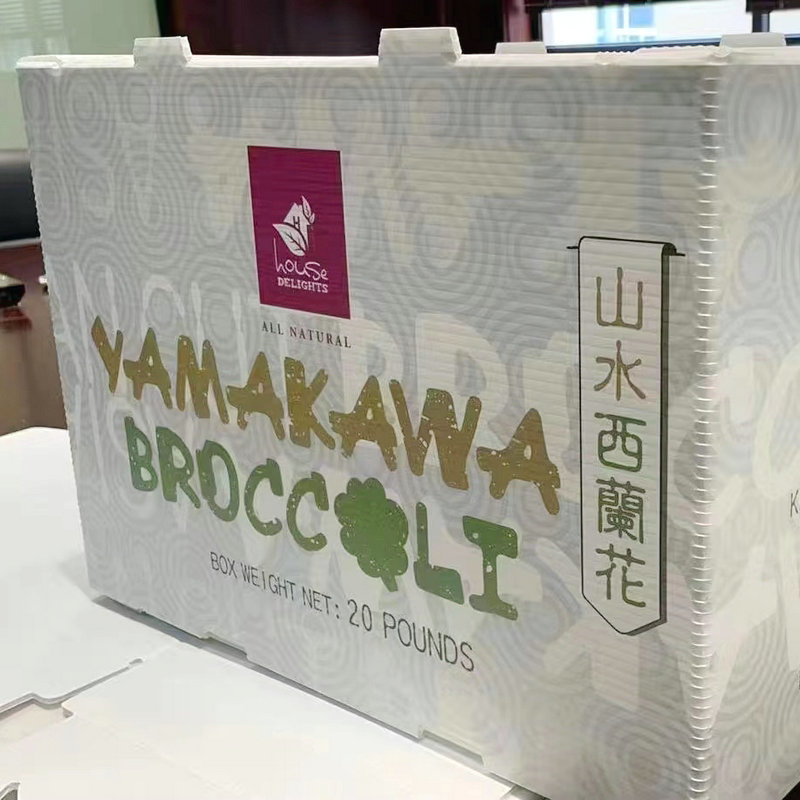 H
house
DELIGHTS
ALL NATURAL
YAMAKAWA
BROCCOLI
BOX WEIGHT NET: 20 POUNDS
山水西蘭花